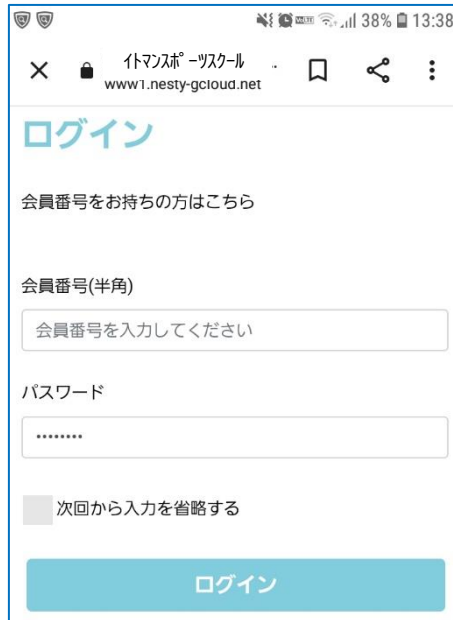 38% 13:38
ｲﾄﾏﾝｽﾎﾟｰﾂｽｸｰﾙ ..
www1.nesty-gcloud.net
ログイン
会員番号をお持ちの方はこちら
会員番号(半角)
会員番号を入力してください
パスワード
••••••••
次回から入力を省略する
ログイン